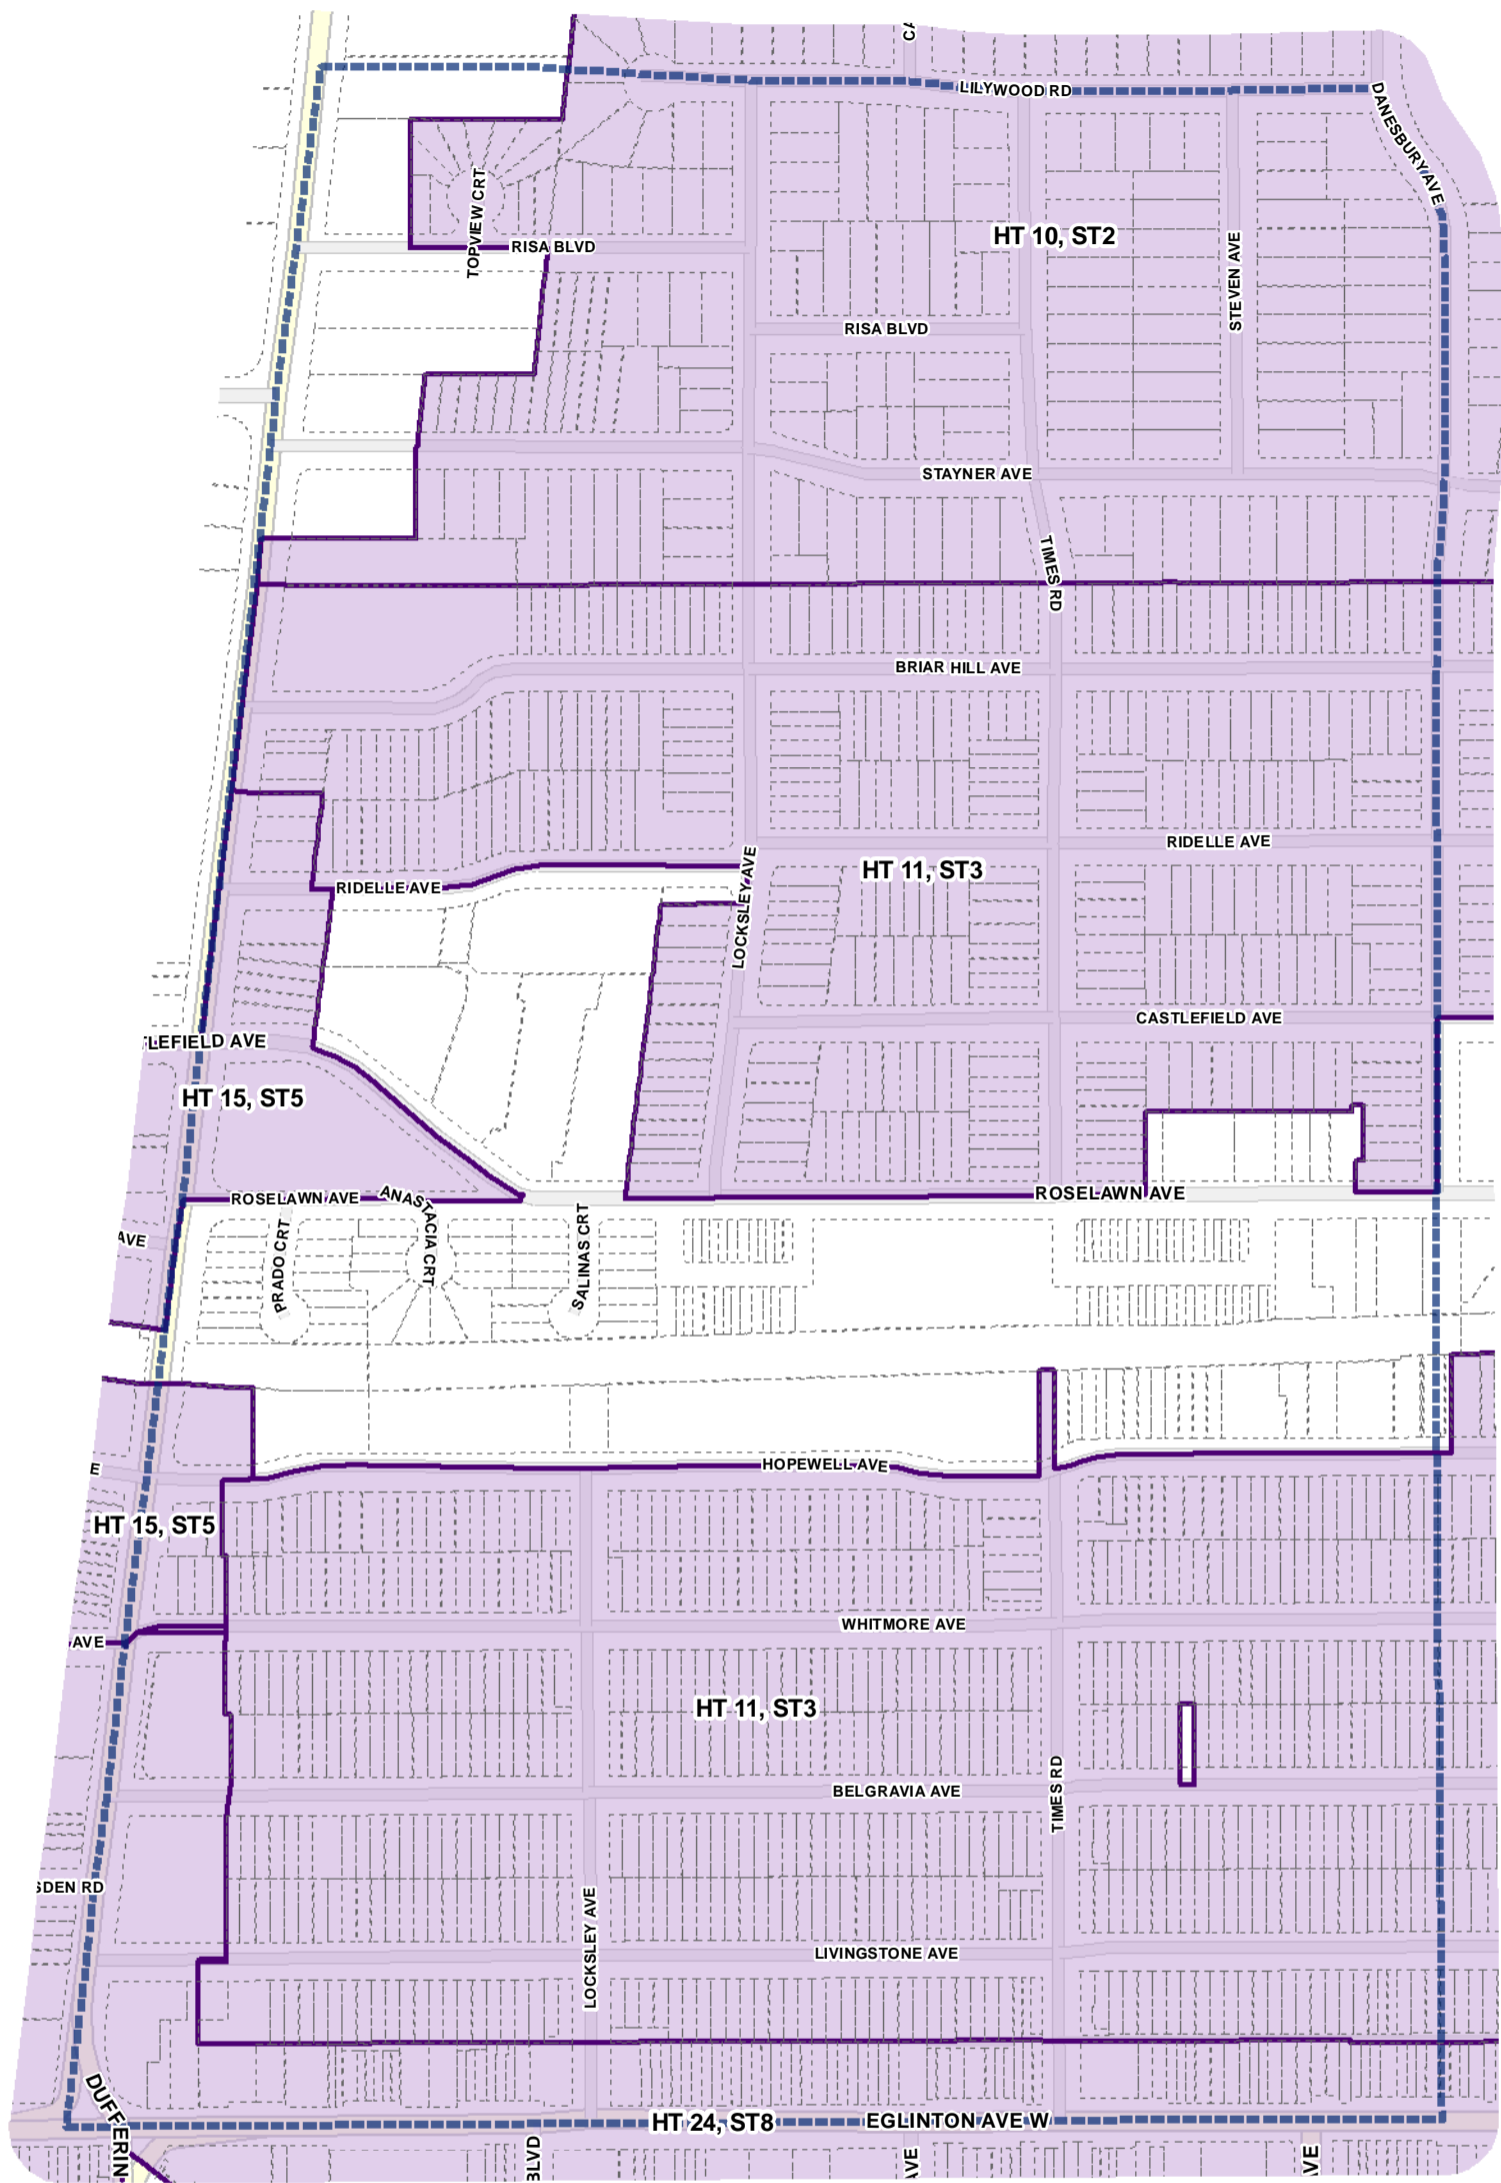 LILYWOOD RD
DANESBURY AVE
TOPVIEW CRT
RISA BLVD
HT 10, ST2
STEVEN AVE
RISA BLVD
STAYNER AVE
TIMES RD
BRIAR HILL AVE
RIDELLE AVE
HT 11, ST3
RIDELLE AVE
LOCKSLEY AVE
CASTLEFIELD AVE
LEFIELD AVE
HT 15, ST5
ROSELAWN AVE
ANASTACIA CRT
ROSELAWN AVE
PRADO CRT
SALINAS CRT
AVE
HOPEWELL AVE
E
HT 15, ST5
WHITMORE AVE
AVE
HT 11, ST3
TIMES RD
BELGRAVIA AVE
SDEN RD
LOCKSLEY AVE
LIVINGSTONE AVE
DUFFERIN
HT 24, ST8
EGLINTON AVE W
BLVD
AVE
AVE